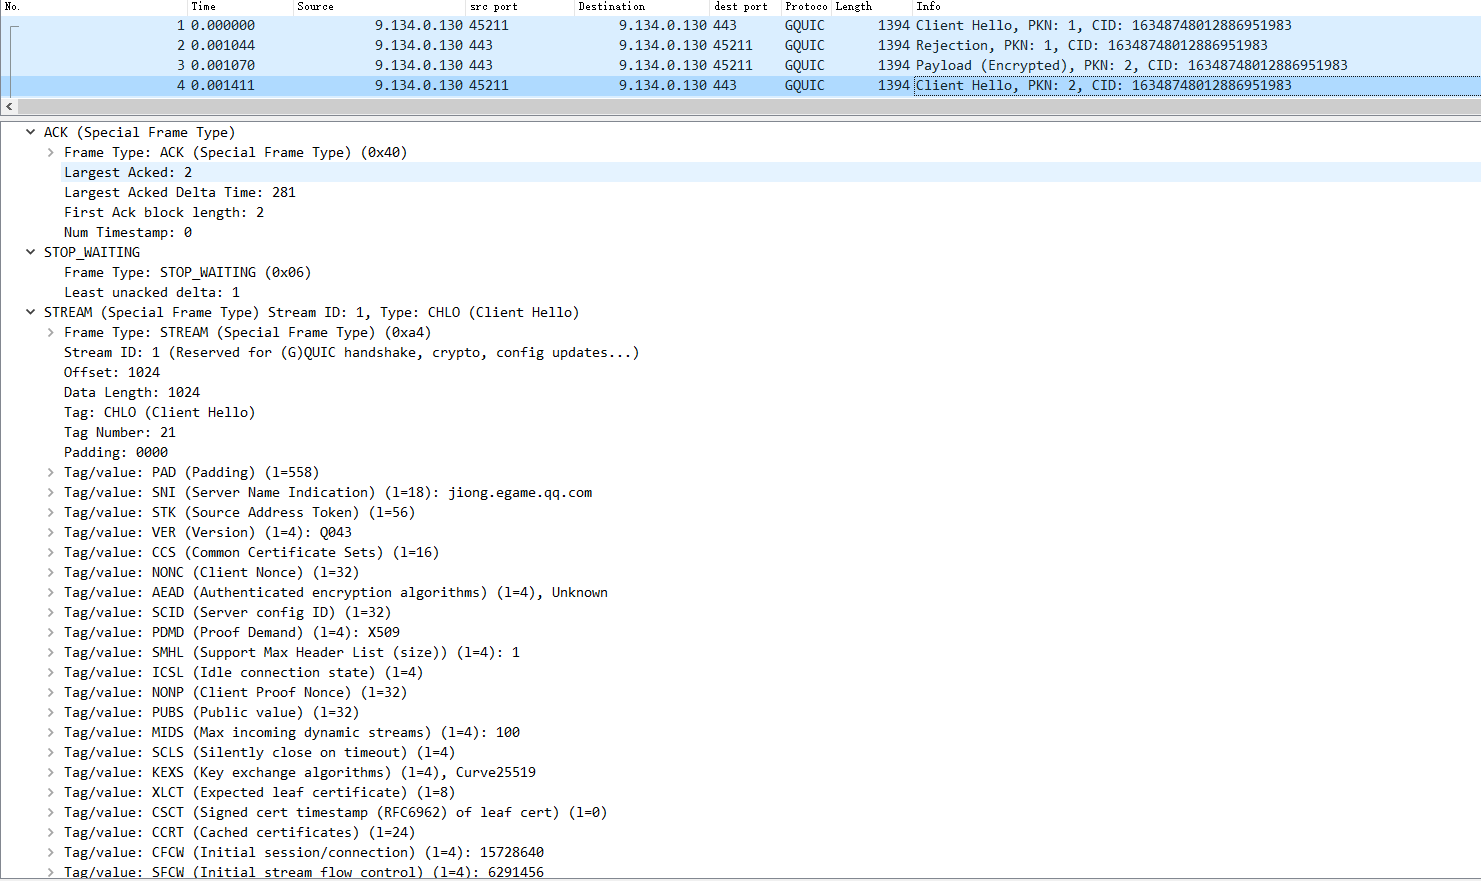 No. Time Source src port Destination dest port Protoco Length Info
1 0.000000 9.134.0.130 45211 9.134.0.130 443 GQUIC 1394 Client Hello, PKN: 1, CID: 16348748012886951983
2 0.001044 9.134.0.130 443 9.134.0.130 45211 GQUIC 1394 Rejection, PKN: 1, CID: 16348748012886951983
3 0.001070 9.134.0.130 443 9.134.0.130 45211 GQUIC 1394 Payload (Encrypted), PKN: 2, CID: 16348748012886951983
4 0.001411 9.134.0.130 45211 9.134.0.130 443 GQUIC 1394 Client Hello, PKN: 2, CID: 16348748012886951983
ACK (Special Frame Type)
Frame Type: ACK (Special Frame Type) (0x40)
Largest Acked: 2
Largest Acked Delta Time: 281
First Ack block length: 2
Num Timestamp: 0
STOP_WAITING
Frame Type: STOP_WAITING (0x06)
Least unacked delta: 1
STREAM (Special Frame Type) Stream ID: 1, Type: CHLO (Client Hello)
Frame Type: STREAM (Special Frame Type) (0xa4)
Stream ID: 1 (Reserved for (G)QUIC handshake, crypto, config updates...)
Offset: 1024
Data Length: 1024
Tag: CHLO (Client Hello)
Tag Number: 21
Padding: 0000
Tag/value: PAD (Padding) (l=558)
Tag/value: SNI (Server Name Indication) (l=18): jiong.egame.qq.com
Tag/value: STK (Source Address Token) (l=56)
Tag/value: VER (Version) (l=4): Q043
Tag/value: CCS (Common Certificate Sets) (l=16)
Tag/value: NONC (Client Nonce) (l=32)
Tag/value: AEAD (Authenticated encryption algorithms) (l=4), Unknown
Tag/value: SCID (Server config ID) (l=32)
Tag/value: PDMD (Proof Demand) (l=4): X509
Tag/value: SMHL (Support Max Header List (size)) (l=4): 1
Tag/value: ICSL (Idle connection state) (l=4)
Tag/value: NONP (Client Proof Nonce) (l=32)
Tag/value: PUBS (Public value) (l=32)
Tag/value: MIDS (Max incoming dynamic streams) (l=4): 100
Tag/value: SCLS (Silently close on timeout) (l=4)
Tag/value: KEXS (Key exchange algorithms) (l=4), Curve25519
Tag/value: XLCT (Expected leaf certificate) (l=8)
Tag/value: CSCT (Signed cert timestamp (RFC6962) of leaf cert) (l=0)
Tag/value: CCRT (Cached certificates) (l=24)
Tag/value: CFCW (Initial session/connection) (l=4): 15728640
Tag/value: SFCW (Initial stream flow control) (l=4): 6291456